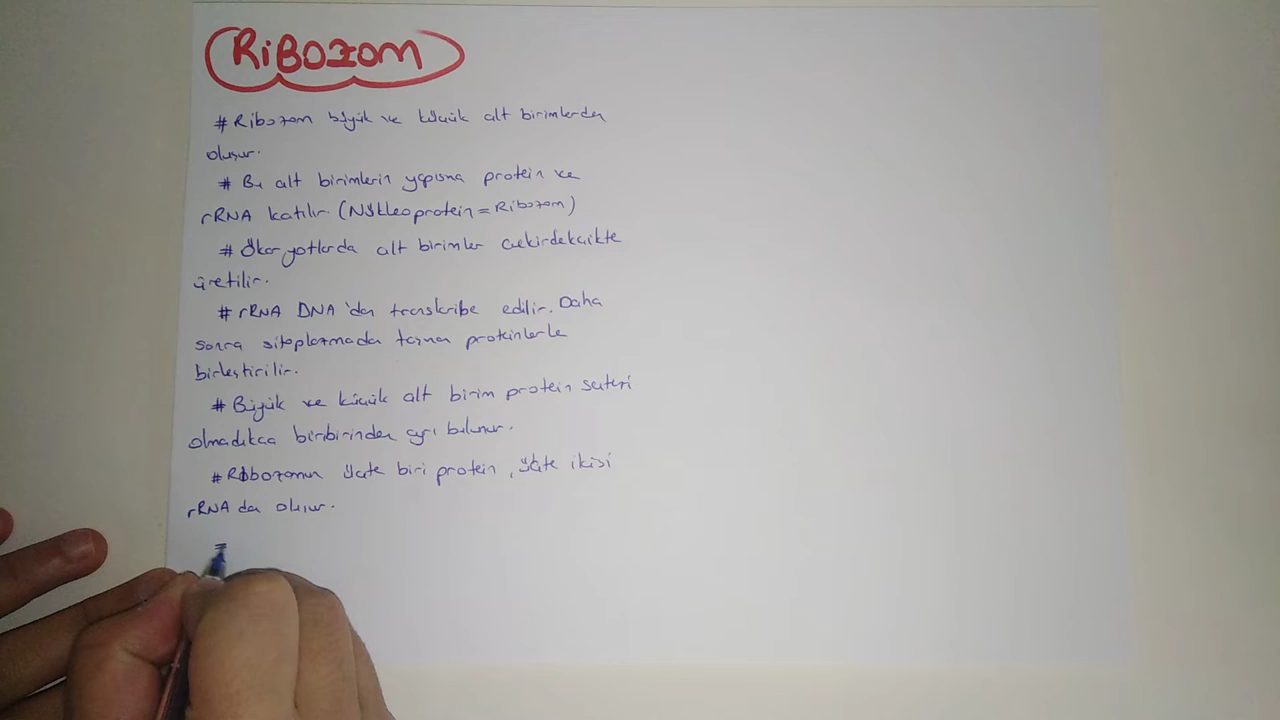 RiBozom
# Ribozom büyük ve küçük alt birimlerden
oluşur.
# Bu alt birimlerin yapısına protein ve
rRNA katılır. (Nükleoprotein = Ribozom)
# Ökaryotlarda alt birimler çekirdekçikte
üretilir.
# rRNA DNA'dan transkribe edilir. Daha
sonra sitoplazmada taşınan proteinlerle
birleştirilir.
# Büyük ve küçük alt birim protein sentezi
olmadıkça biribirinden ayrı bulunur.
# Ribozomun üçte biri protein, üçte ikisi
rRNA dan oluşur.
=